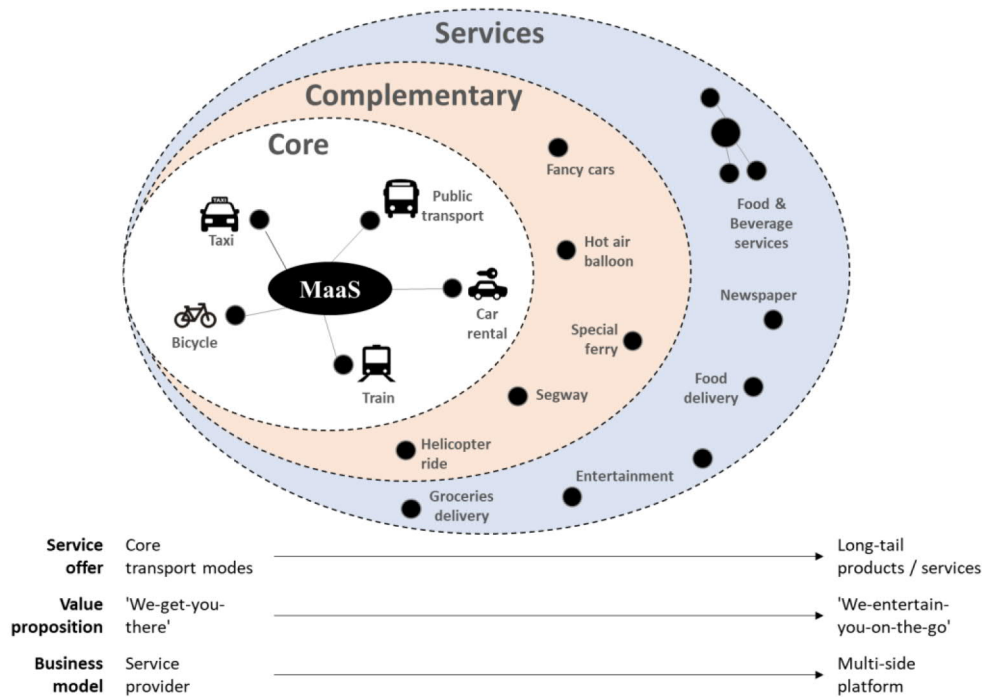 Services
Complementary
Core
TAXI
Taxi
Public
transport
MaaS
Car
rental
Bicycle
Train
Fancy cars
Hot air
balloon
Special
ferry
Segway
Helicopter
ride
Food &
Beverage
services
Newspaper
Food
delivery
Entertainment
Groceries
delivery
Service
offer
Core
transport modes
Long-tail
products / services
Value
proposition
'We-get-you-
there'
'We-entertain-
you-on-the-go'
Business
model
Service
provider
Multi-side
platform